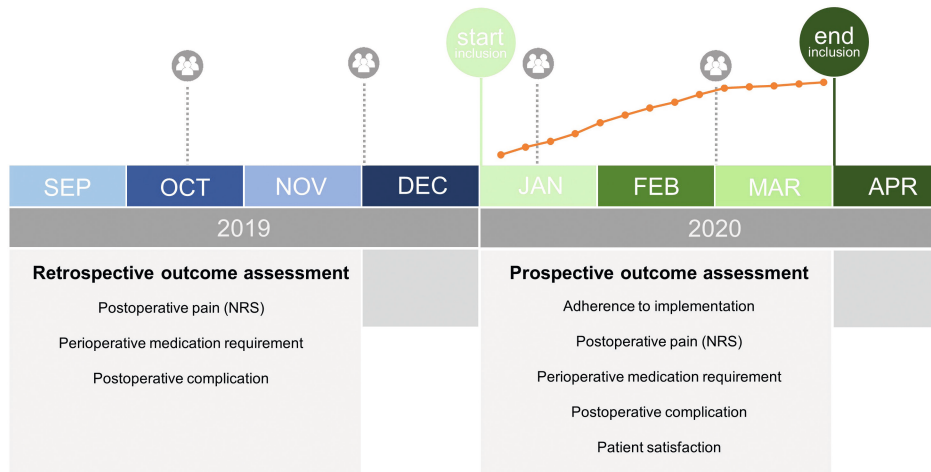 start
inclusion
end
inclusion
SEP
OCT
NOV
DEC
JAN
FEB
MAR
APR
2019
2020
Retrospective outcome assessment
Postoperative pain (NRS)
Perioperative medication requirement
Postoperative complication
Prospective outcome assessment
Adherence to implementation
Postoperative pain (NRS)
Perioperative medication requirement
Postoperative complication
Patient satisfaction